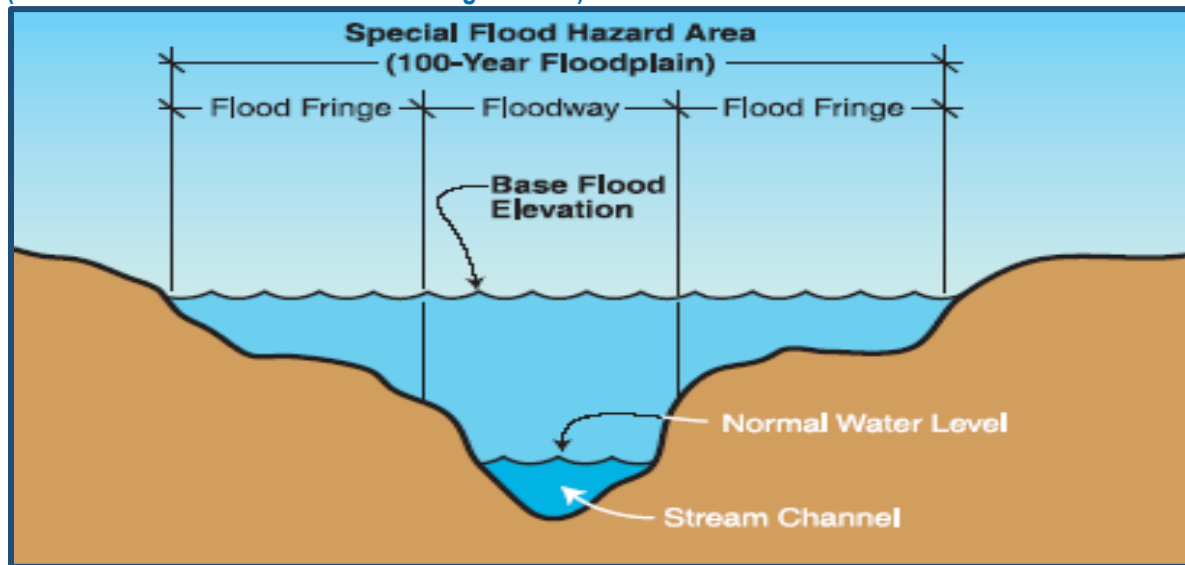 Special Flood Hazard Area
(100-Year Floodplain)
Flood Fringe
Floodway
Flood Fringe
Base Flood
Elevation
Normal Water Level
Stream Channel